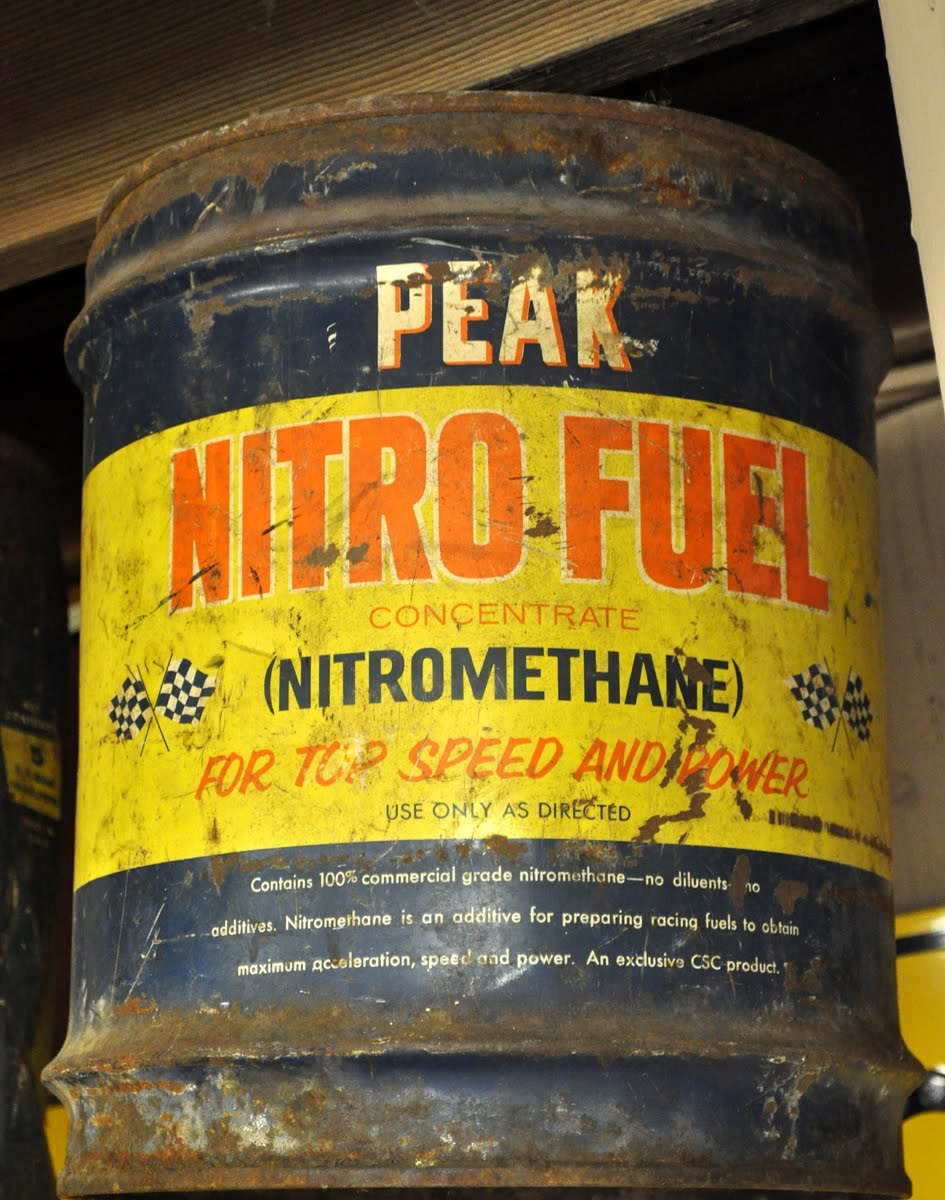 PEAK
NITRO FUEL
CONCENTRATE
(NITROMETHANE)
FOR TOP SPEED AND POWER
USE ONLY AS DIRECTED
Contains 100% commercial grade nitromethane—no diluents- no
additives. Nitromethane is an additive for preparing racing fuels to obtain
maximum acceleration, speed and power. An exclusive CSC product.